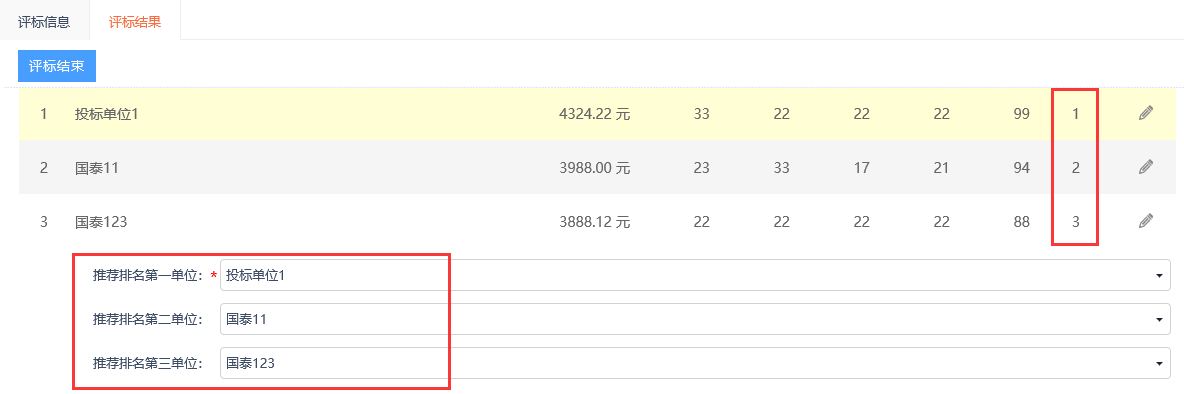 评标信息 评标结果
评标结束
1 投标单位1 4324.22 元 33 22 22 22 99 1
2 国泰11 3988.00 元 23 33 17 21 94 2
3 国泰123 3888.12 元 22 22 22 22 88 3
推荐排名第一单位： * 投标单位1
推荐排名第二单位： 国泰11
推荐排名第三单位： 国泰123